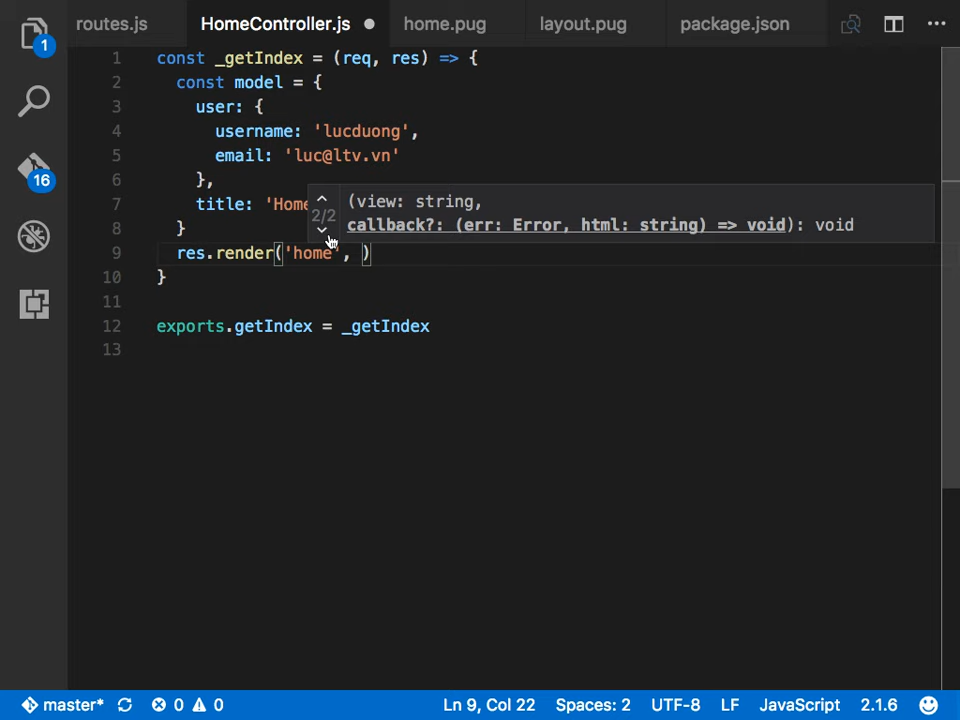 routes.js HomeController.js home.pug layout.pug package.json
1
1 const _getIndex = (req, res) => {
2 const model = {
3 user: {
4 username: 'lucduong',
5 email: 'luc@ltv.vn'
16
6 },
(view: string,
7 title: 'Home
2/2
callback?: (err: Error, html: string) => void): void
8 }
9 res.render('home', )
10 }
11
12 exports.getIndex = _getIndex
13
master* 0 0 Ln 9, Col 22 Spaces: 2 UTF-8 LF JavaScript 2.1.6